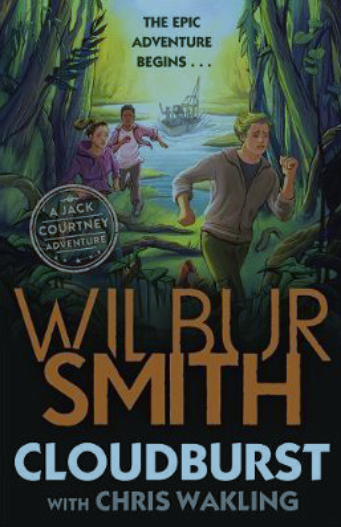 THE EPIC
ADVENTURE
BEGINS . . .
A JACK
COURTNEY
ADVENTURE
WILBUR
SMITH
CLOUDBURST
WITH CHRIS WAKLING